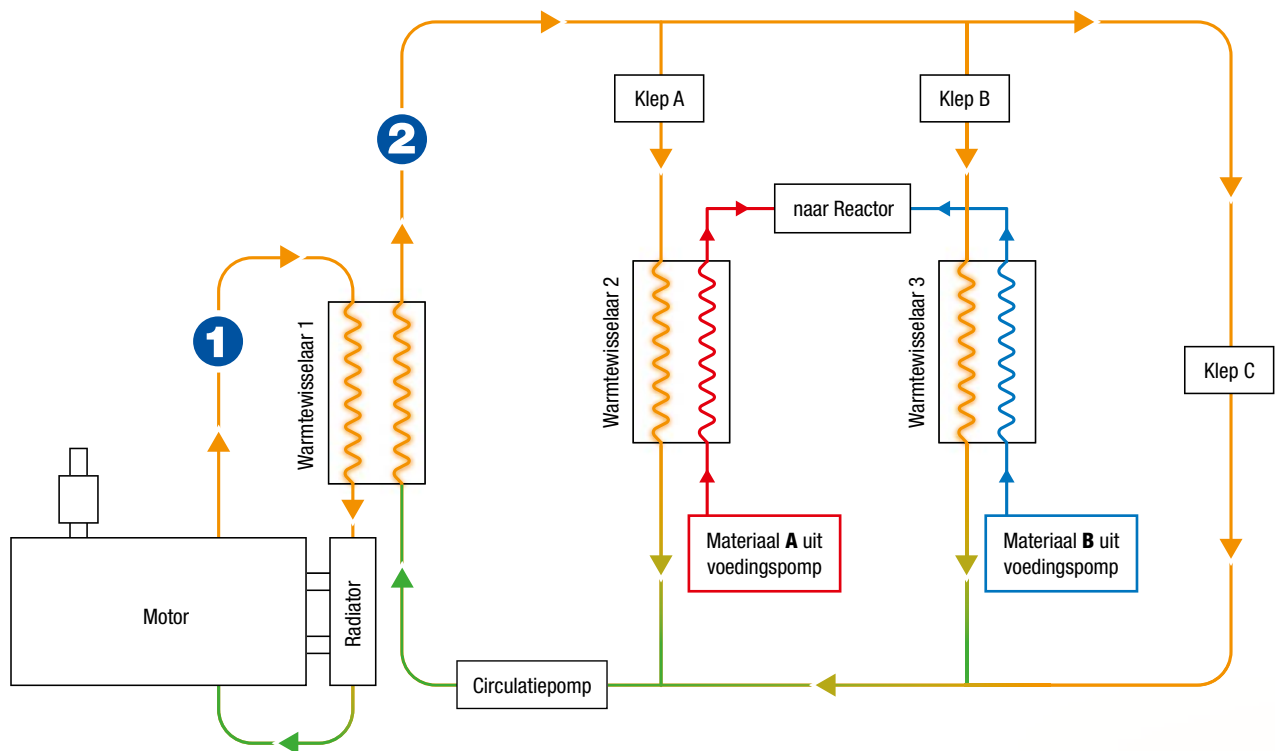 Klep A
Klep B
2
naar Reactor
1
Warmtewisselaar 1
Warmtewisselaar 2
Warmtewisselaar 3
Klep C
Materiaal A uit
voedingspomp
Materiaal B uit
voedingspomp
Motor
Radiator
Circulatiepomp